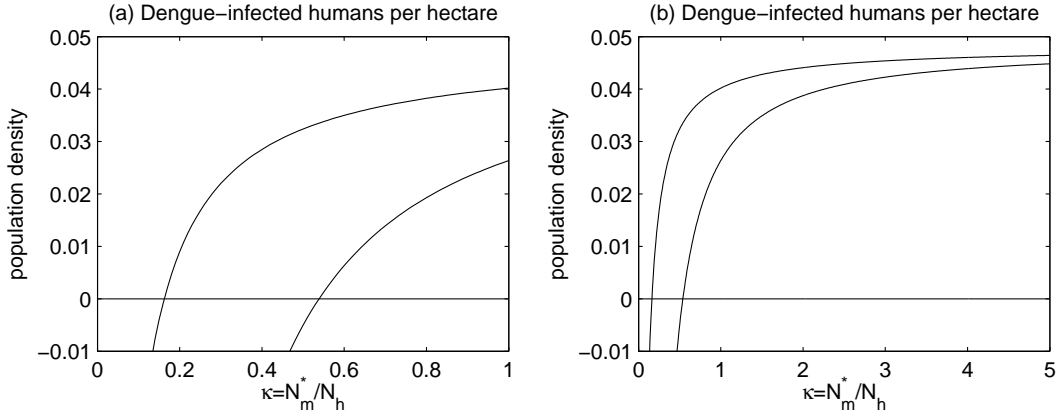 (a) Dengue−infected humans per hectare
population density
0.05
0.04
0.03
0.02
0.01
0
−0.01
0 0.2 0.4 0.6 0.8 1
κ=N*m/Nh
(b) Dengue−infected humans per hectare
population density
0.05
0.04
0.03
0.02
0.01
0
−0.01
0 1 2 3 4 5
κ=N*m/Nh